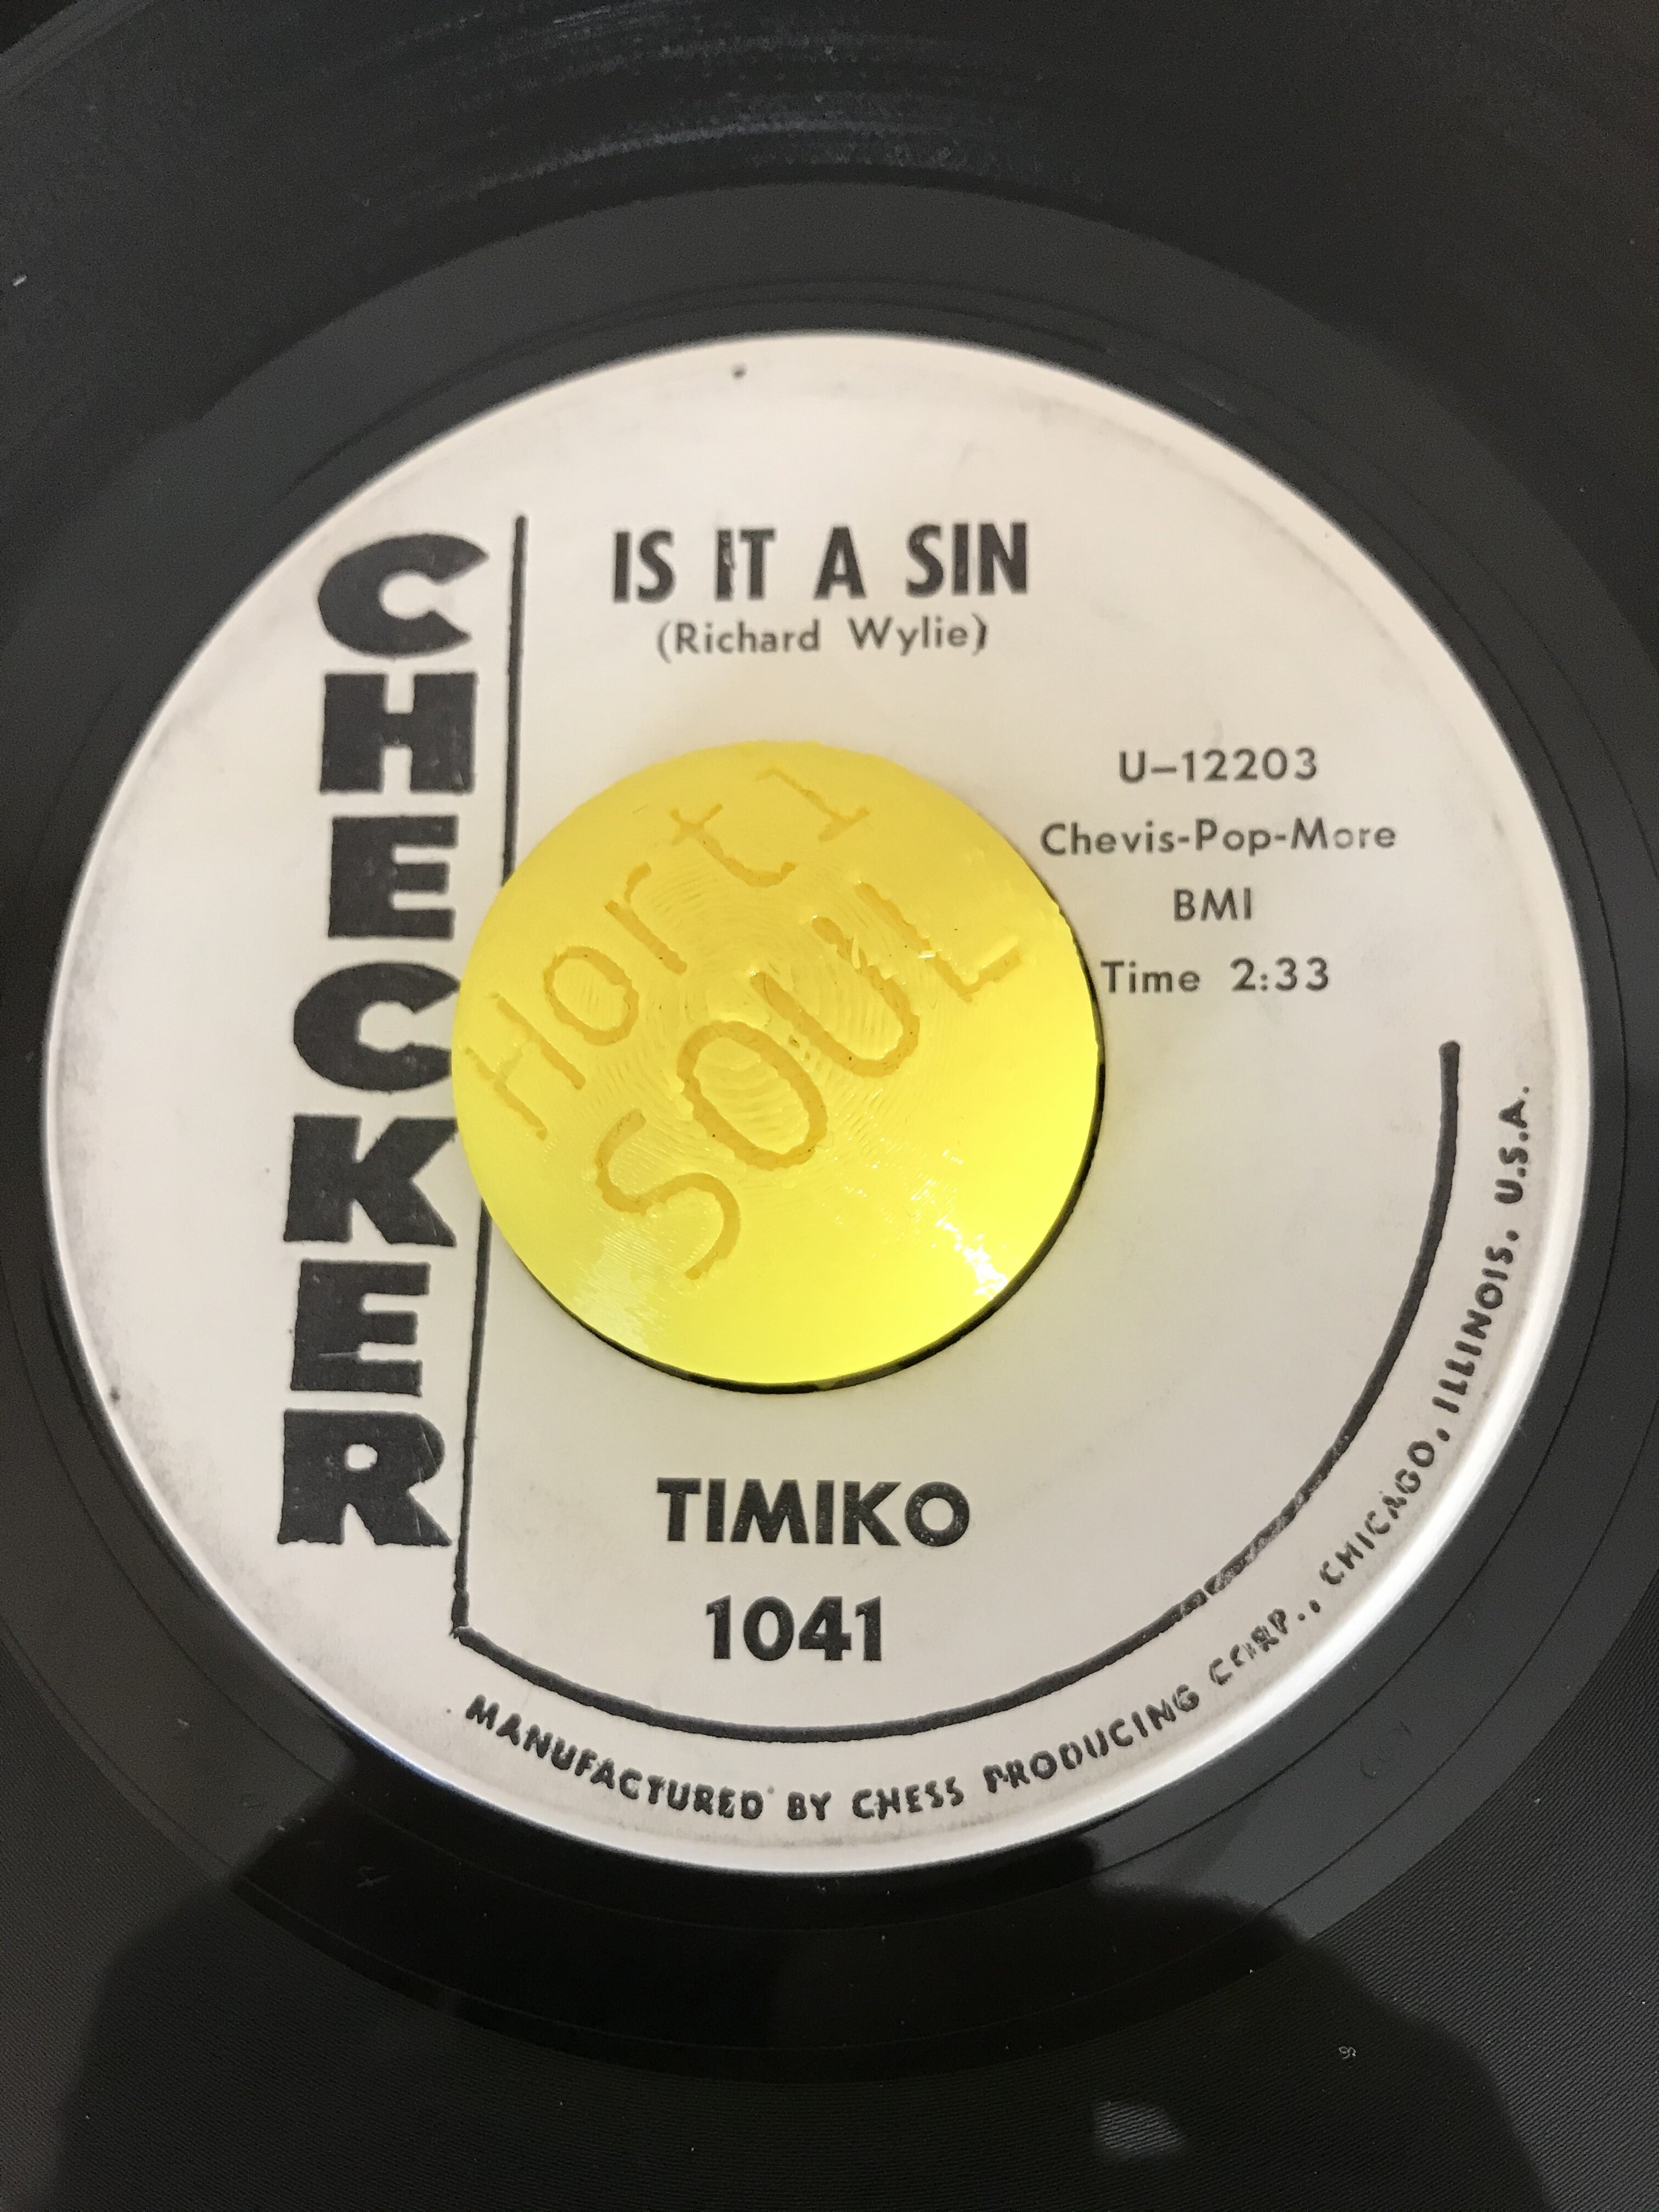 CHECKER
IS IT A SIN
(Richard Wylie)
U-12203
Chevis-Pop-More
BMI
Time 2:33
Horti
SOUL
TIMIKO
1041
MANUFACTURED BY CHESS PRODUCING CORP., CHICAGO, ILLINOIS. U.S.A.